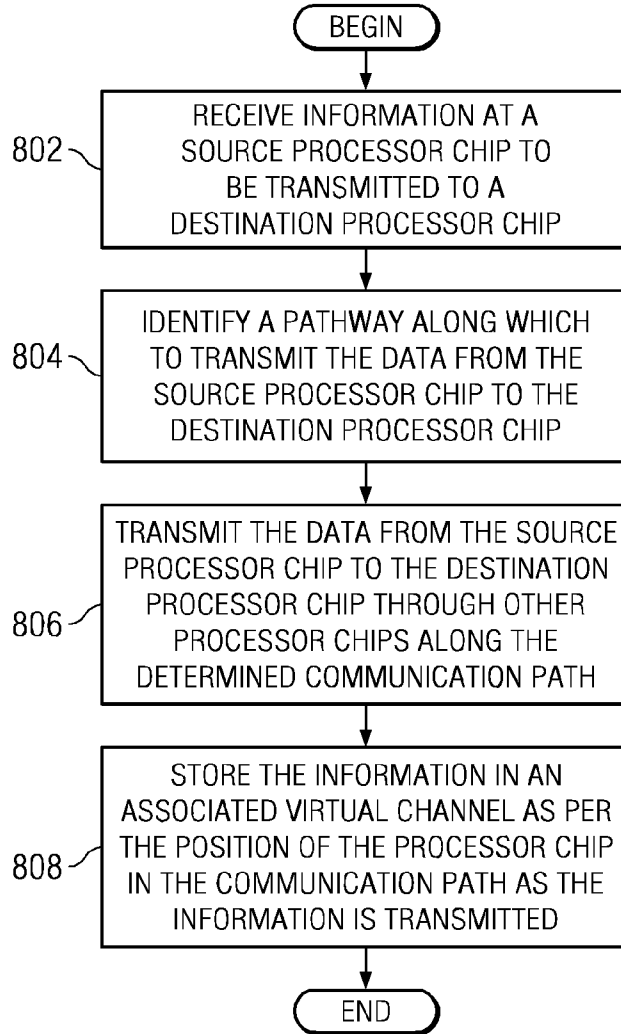 BEGIN
802
RECEIVE INFORMATION AT A
SOURCE PROCESSOR CHIP TO
BE TRANSMITTED TO A
DESTINATION PROCESSOR CHIP
804
IDENTIFY A PATHWAY ALONG WHICH
TO TRANSMIT THE DATA FROM THE
SOURCE PROCESSOR CHIP TO THE
DESTINATION PROCESSOR CHIP
806
TRANSMIT THE DATA FROM THE SOURCE
PROCESSOR CHIP TO THE DESTINATION
PROCESSOR CHIP THROUGH OTHER
PROCESSOR CHIPS ALONG THE
DETERMINED COMMUNICATION PATH
808
STORE THE INFORMATION IN AN
ASSOCIATED VIRTUAL CHANNEL AS PER
THE POSITION OF THE PROCESSOR CHIP
IN THE COMMUNICATION PATH AS THE
INFORMATION IS TRANSMITTED
END